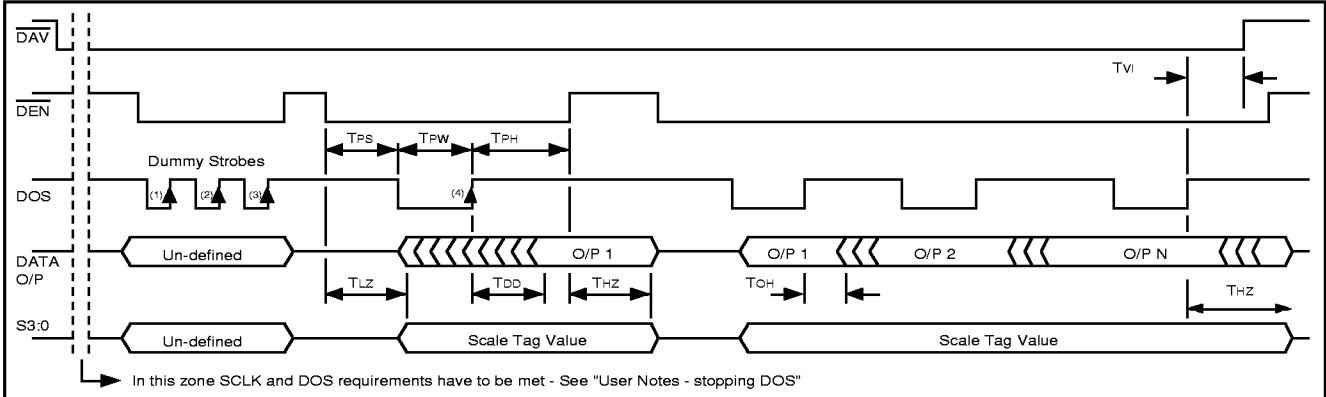 DAV
TVI
DEN
TPS TPW TPH
Dummy Strobes
DOS (1) (2) (3) (4)
DATA O/P
Un-defined O/P 1 O/P 1 O/P 2 O/P N
TLZ TDD THZ TOH THZ
S3:0
Un-defined Scale Tag Value Scale Tag Value
In this zone SCLK and DOS requirements have to be met - See "User Notes - stopping DOS"